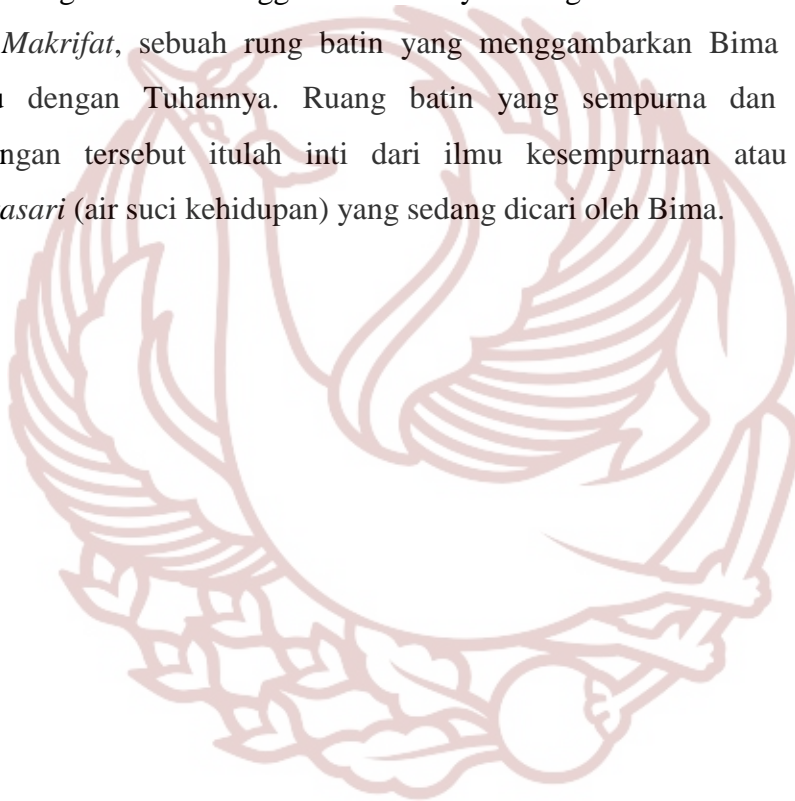 Makrifat, sebuah rung batin yang menggambarkan Bima
dengan Tuhannya. Ruang batin yang sempurna dan
ngan tersebut itulah inti dari ilmu kesempurnaan atau
asari (air suci kehidupan) yang sedang dicari oleh Bima.